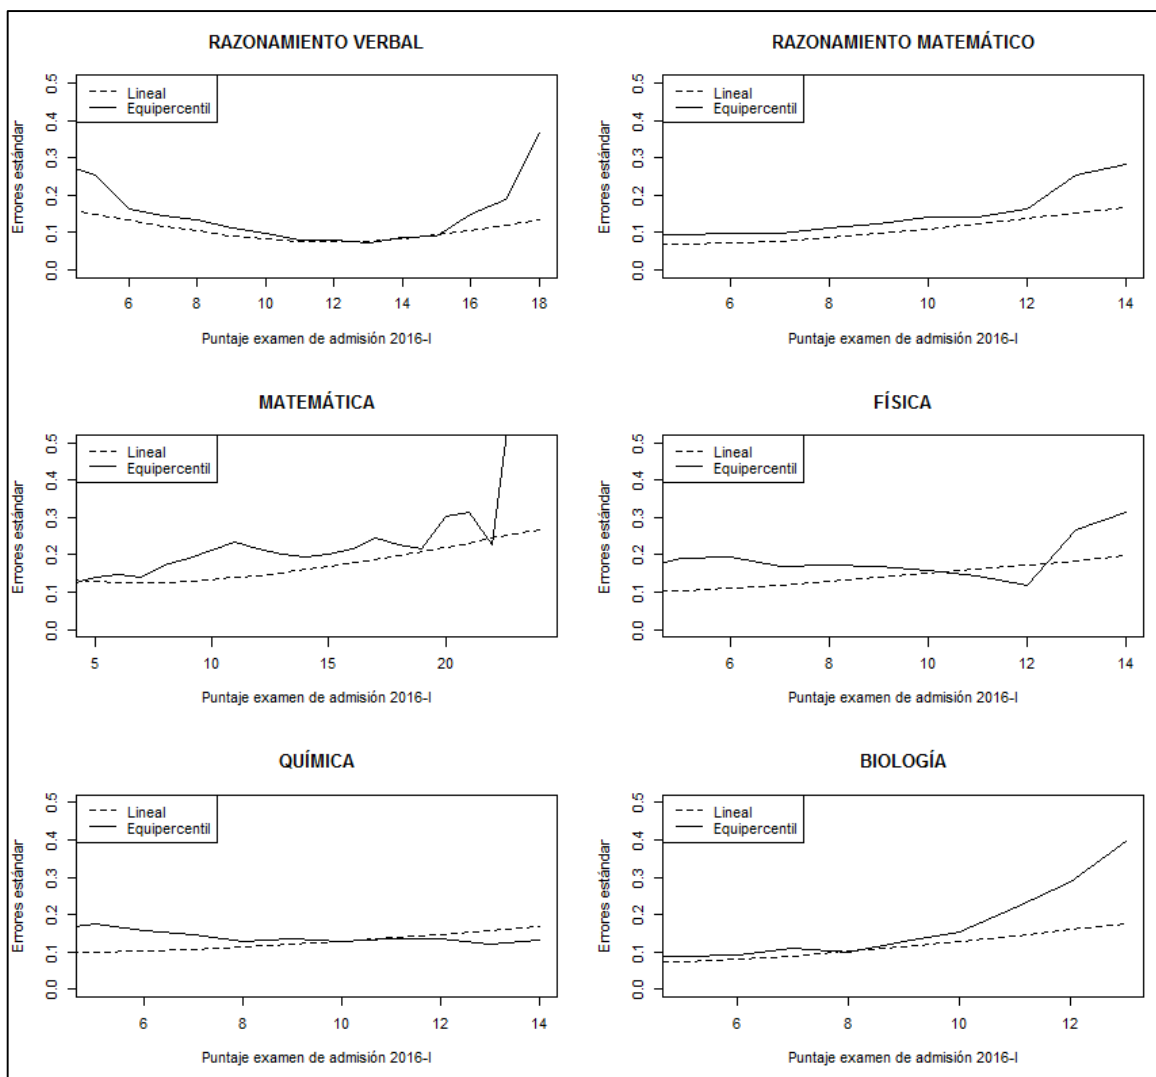 RAZONAMIENTO VERBAL
Lineal
Equipercentil
Errores estándar
0.0 0.1 0.2 0.3 0.4 0.5
6 8 10 12 14 16 18
Puntaje examen de admisión 2016-I
RAZONAMIENTO MATEMÁTICO
Lineal
Equipercentil
Errores estándar
0.0 0.1 0.2 0.3 0.4 0.5
6 8 10 12 14
Puntaje examen de admisión 2016-I
MATEMÁTICA
Lineal
Equipercentil
Errores estándar
0.0 0.1 0.2 0.3 0.4 0.5
5 10 15 20
Puntaje examen de admisión 2016-I
FÍSICA
Lineal
Equipercentil
Errores estándar
0.0 0.1 0.2 0.3 0.4 0.5
6 8 10 12 14
Puntaje examen de admisión 2016-I
QUÍMICA
Lineal
Equipercentil
Errores estándar
0.0 0.1 0.2 0.3 0.4 0.5
6 8 10 12 14
Puntaje examen de admisión 2016-I
BIOLOGÍA
Lineal
Equipercentil
Errores estándar
0.0 0.1 0.2 0.3 0.4 0.5
6 8 10 12
Puntaje examen de admisión 2016-I